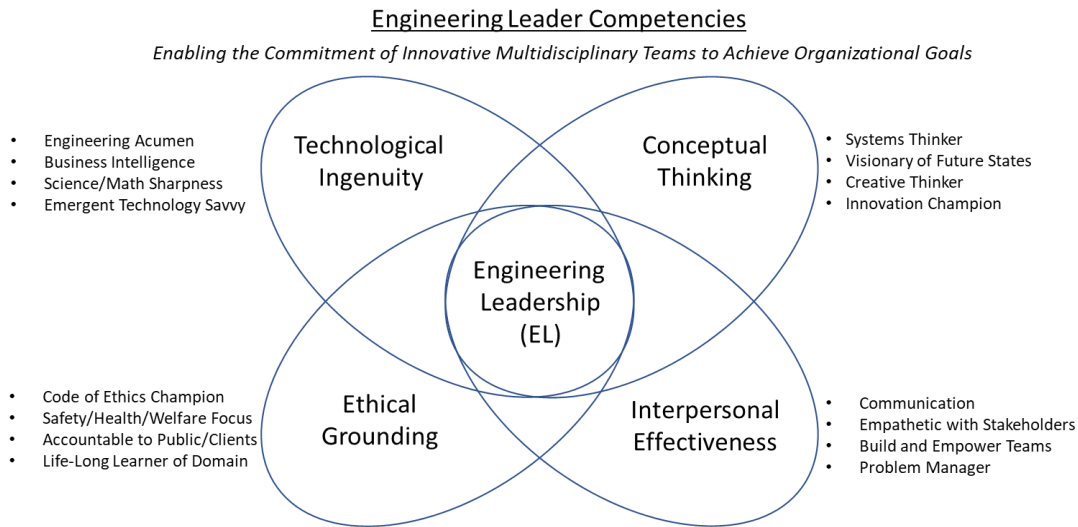 Engineering Leader Competencies
Enabling the Commitment of Innovative Multidisciplinary Teams to Achieve Organizational Goals
• Engineering Acumen
• Business Intelligence
• Science/Math Sharpness
• Emergent Technology Savvy
Technological
Ingenuity
Conceptual
Thinking
• Systems Thinker
• Visionary of Future States
• Creative Thinker
• Innovation Champion
Engineering
Leadership
(EL)
• Code of Ethics Champion
• Safety/Health/Welfare Focus
• Accountable to Public/Clients
• Life-Long Learner of Domain
Ethical
Grounding
Interpersonal
Effectiveness
• Communication
• Empathetic with Stakeholders
• Build and Empower Teams
• Problem Manager